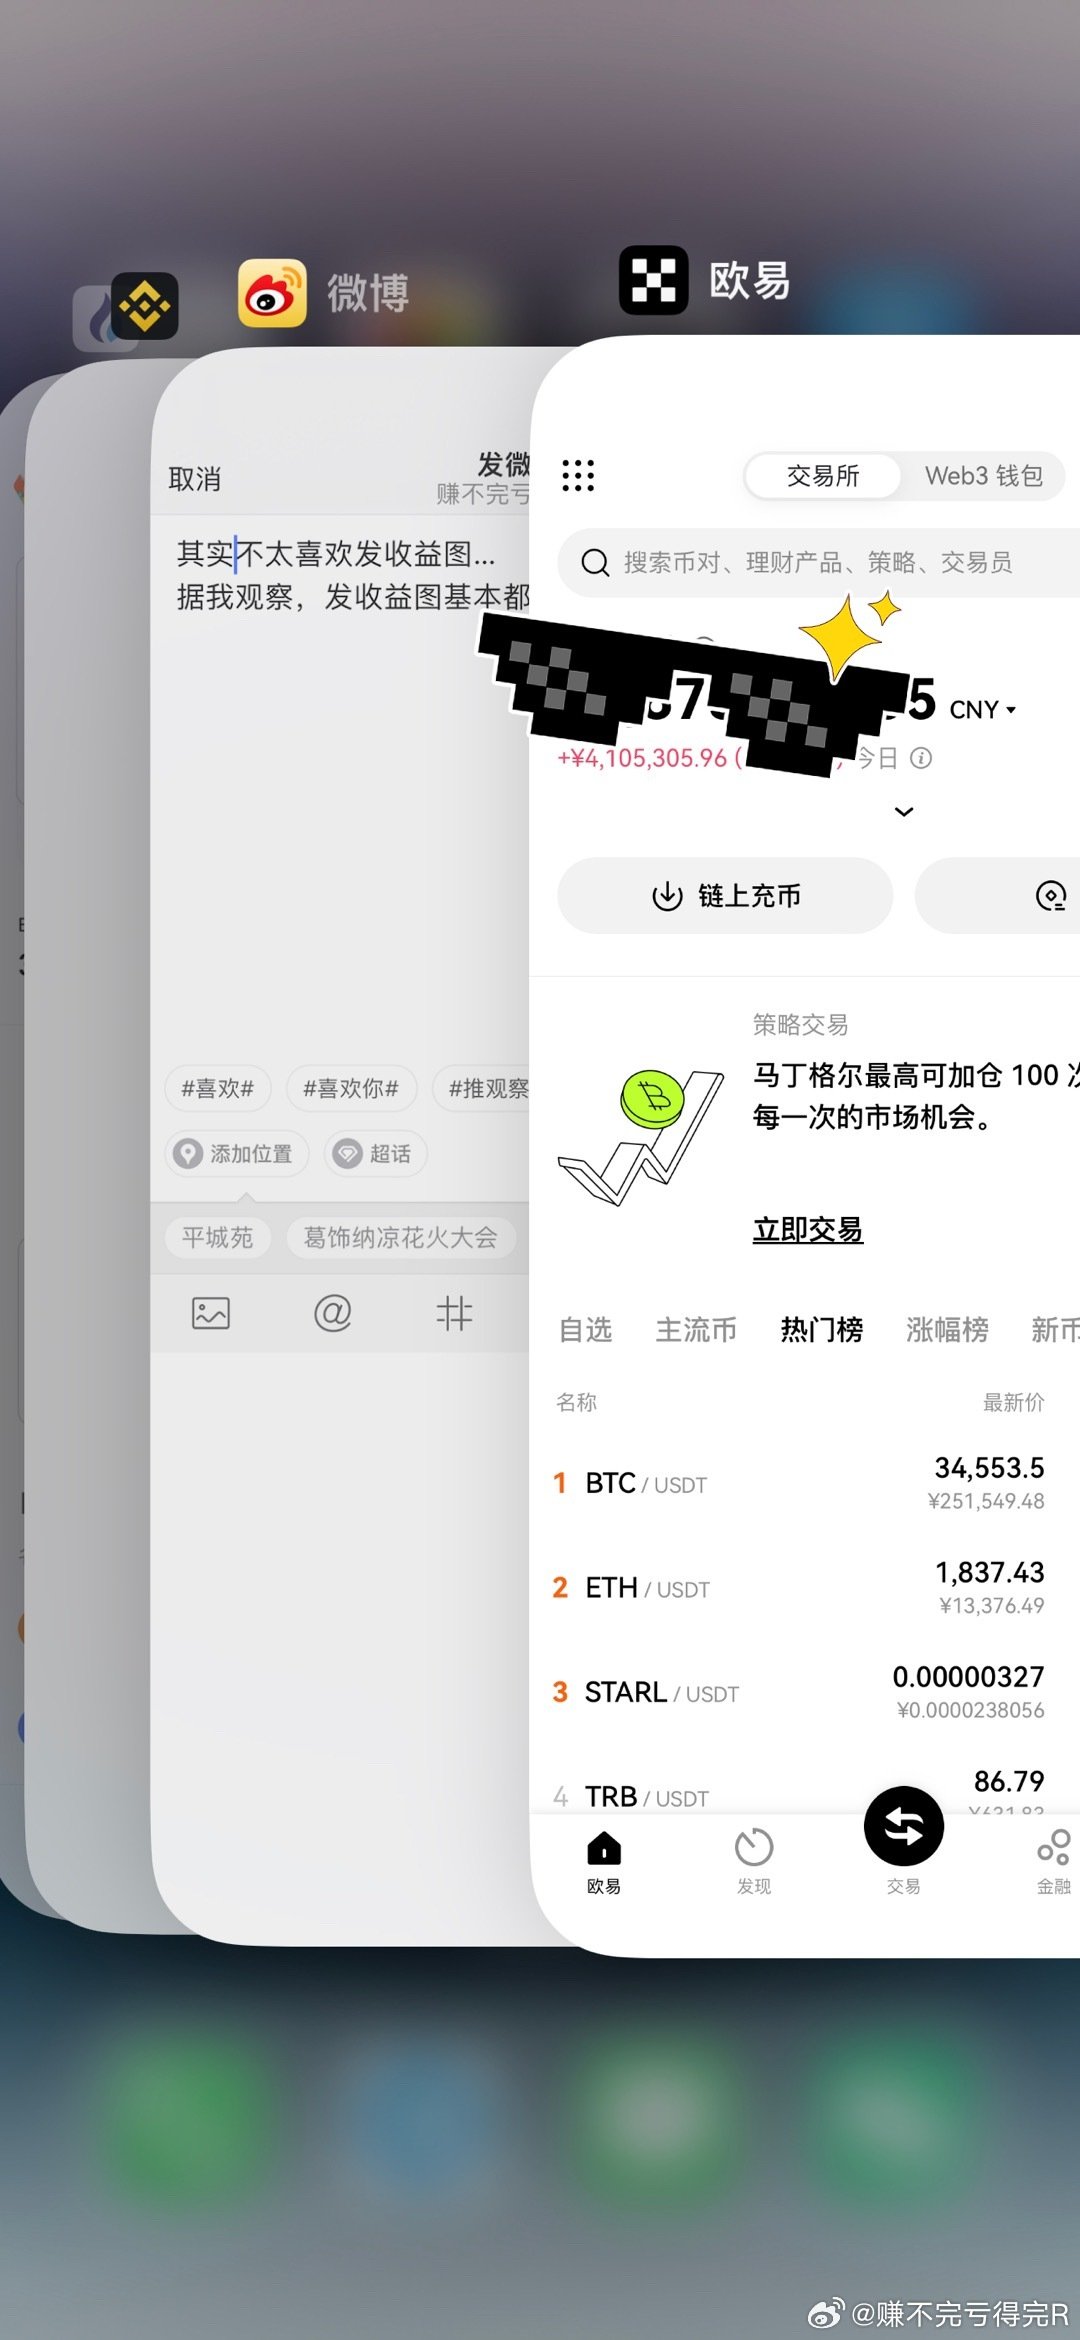 微博
欧易
取消
发微
赚不完亏
其实不太喜欢发收益图...
据我观察，发收益图基本都
#喜欢#
#喜欢你#
#推观察
添加位置
超话
平城苑
葛饰纳凉花火大会
交易所
Web3 钱包
搜索币对、理财产品、策略、交易员
5 CNY
+¥4,105,305.96 (
今日
链上充币
策略交易
马丁格尔最高可加仓 100 次
每一次的市场机会。
立即交易
自选
主流币
热门榜
涨幅榜
新币
名称
最新价
1 BTC / USDT
34,553.5
¥251,549.48
2 ETH / USDT
1,837.43
¥13,376.49
3 STARL / USDT
0.00000327
¥0.0000238056
4 TRB / USDT
86.79
欧易
发现
交易
金融
@赚不完亏得完R